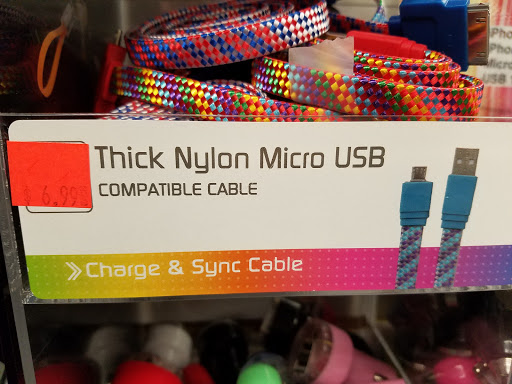 Thick Nylon Micro USB
COMPATIBLE CABLE
6.99
Charge & Sync Cable